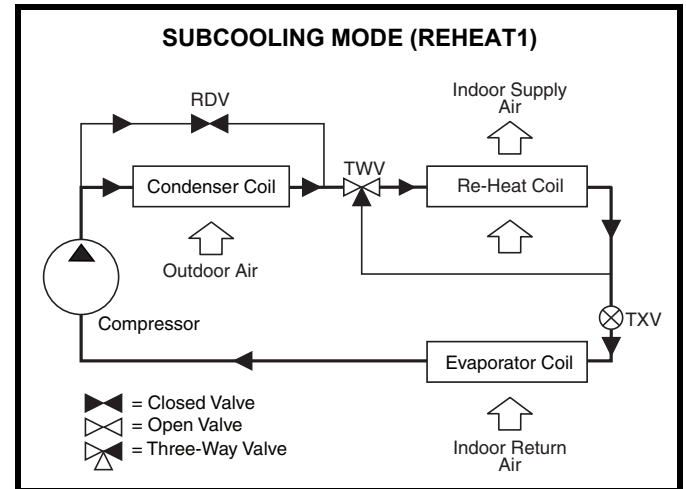 SUBCOOLING MODE (REHEAT1)
RDV
Indoor Supply
Air
TWV
Condenser Coil
Re-Heat Coil
Outdoor Air
Compressor
TXV
Evaporator Coil
= Closed Valve
= Open Valve
= Three-Way Valve
Indoor Return
Air